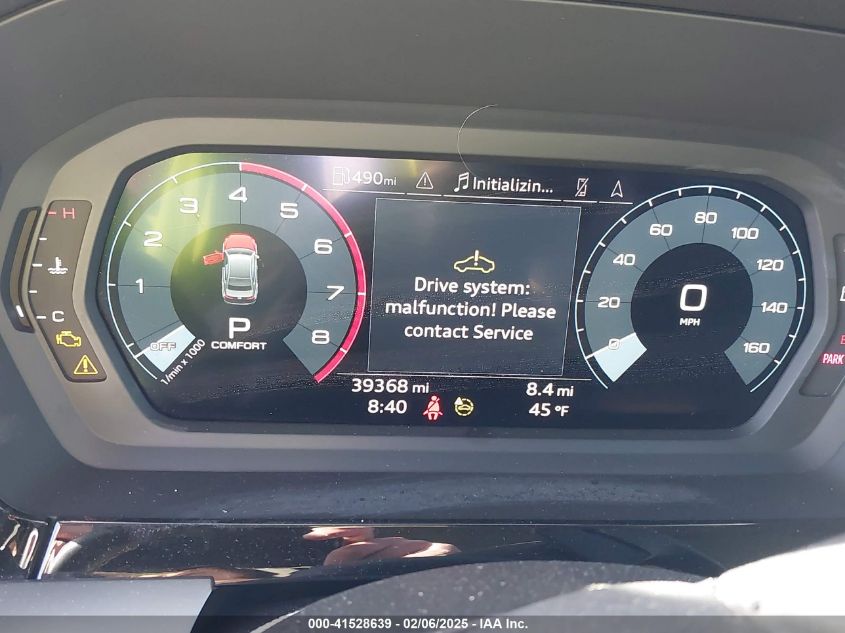 490mi Initializin...
H
C
1
2
3
4
5
6
7
8
OFF
1/min x 1000
P
COMFORT
Drive system:
malfunction! Please
contact Service
0
20
40
60
80
100
120
140
160
0
MPH
39368 mi 8.4 mi
8:40 45 °F
PARK
000-41528639 - 02/06/2025 - IAA Inc.